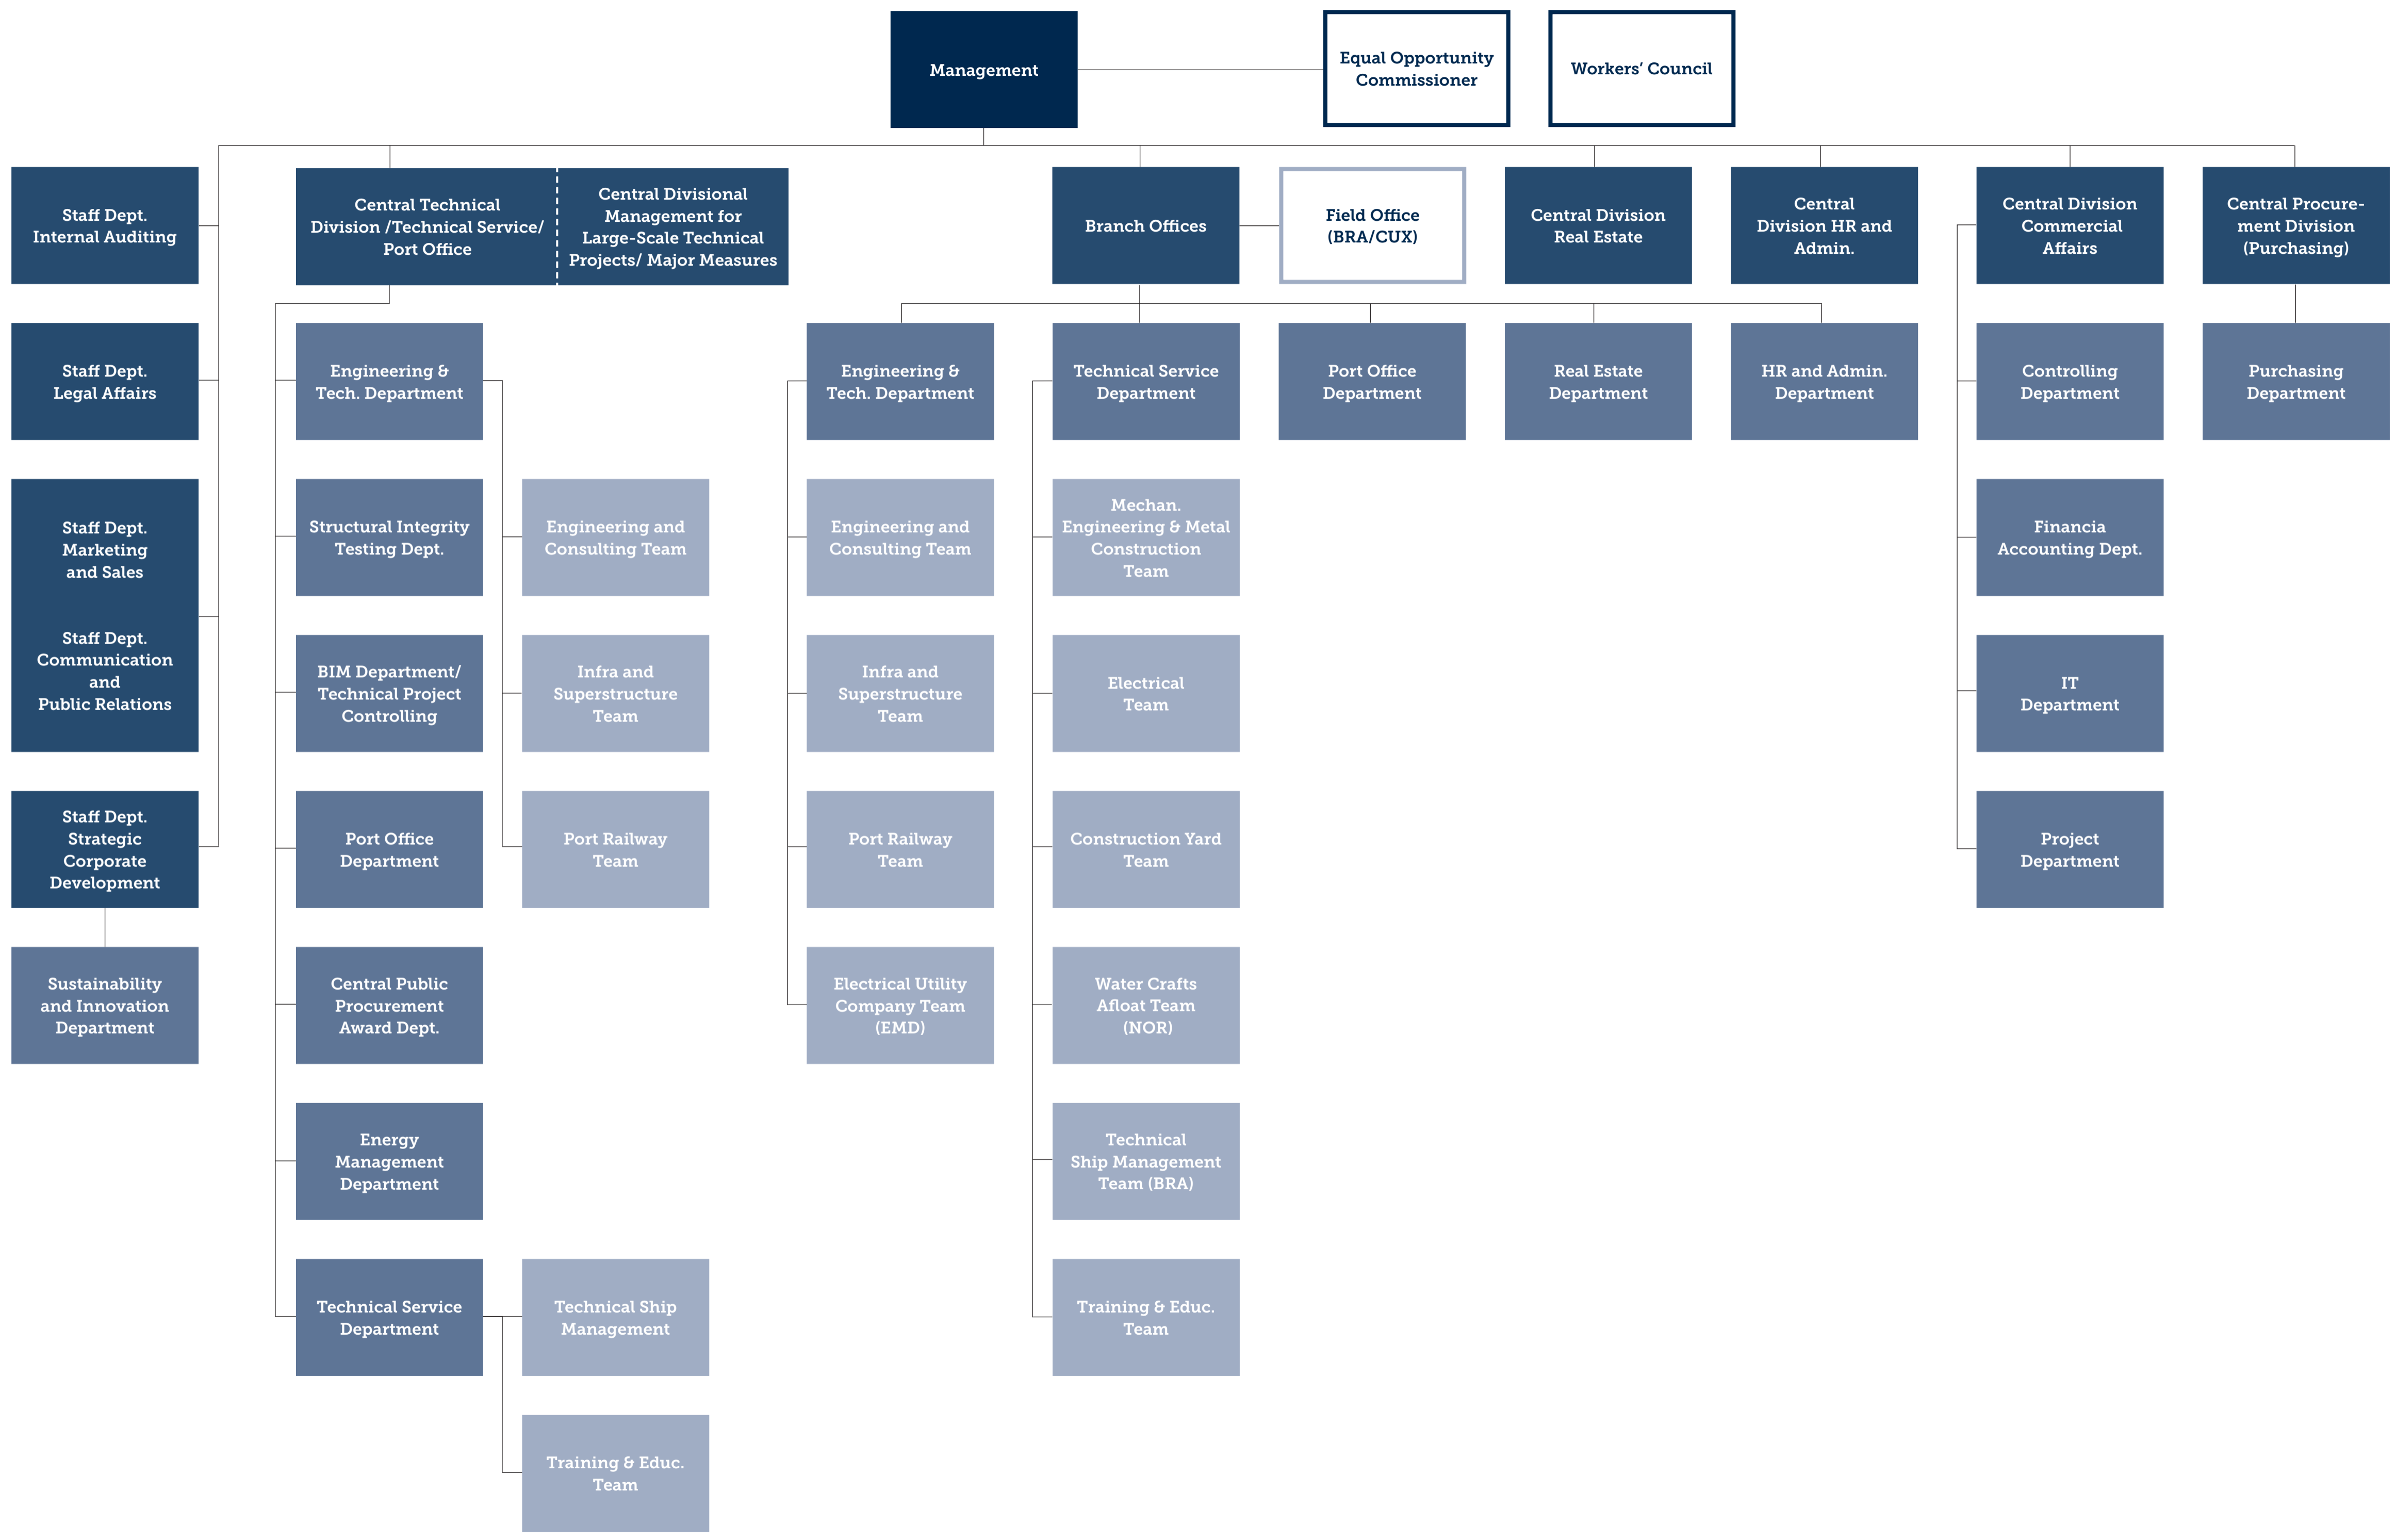 Management
Equal Opportunity
Commissioner
Workers’ Council
Staff Dept.
Internal Auditing
Central Technical
Division /Technical Service/
Port Office
Central Divisional
Management for
Large-Scale Technical
Projects/ Major Measures
Branch Offices
Field Office
(BRA/CUX)
Central Division
Real Estate
Central
Division HR and
Admin.
Central Division
Commercial
Affairs
Central Procure-
ment Division
(Purchasing)
Staff Dept.
Legal Affairs
Engineering &
Tech. Department
Engineering &
Tech. Department
Technical Service
Department
Port Office
Department
Real Estate
Department
HR and Admin.
Department
Controlling
Department
Purchasing
Department
Staff Dept.
Marketing
and Sales
Staff Dept.
Communication
and
Public Relations
Structural Integrity
Testing Dept.
Engineering and
Consulting Team
Engineering and
Consulting Team
Mechan.
Engineering & Metal
Construction
Team
Financia
Accounting Dept.
BIM Department/
Technical Project
Controlling
Infra and
Superstructure
Team
Infra and
Superstructure
Team
Electrical
Team
IT
Department
Staff Dept.
Strategic
Corporate
Development
Port Office
Department
Port Railway
Team
Port Railway
Team
Construction Yard
Team
Project
Department
Sustainability
and Innovation
Department
Central Public
Procurement
Award Dept.
Electrical Utility
Company Team
(EMD)
Water Crafts
Afloat Team
(NOR)
Energy
Management
Department
Technical
Ship Management
Team (BRA)
Technical Service
Department
Technical Ship
Management
Training & Educ.
Team
Training & Educ.
Team